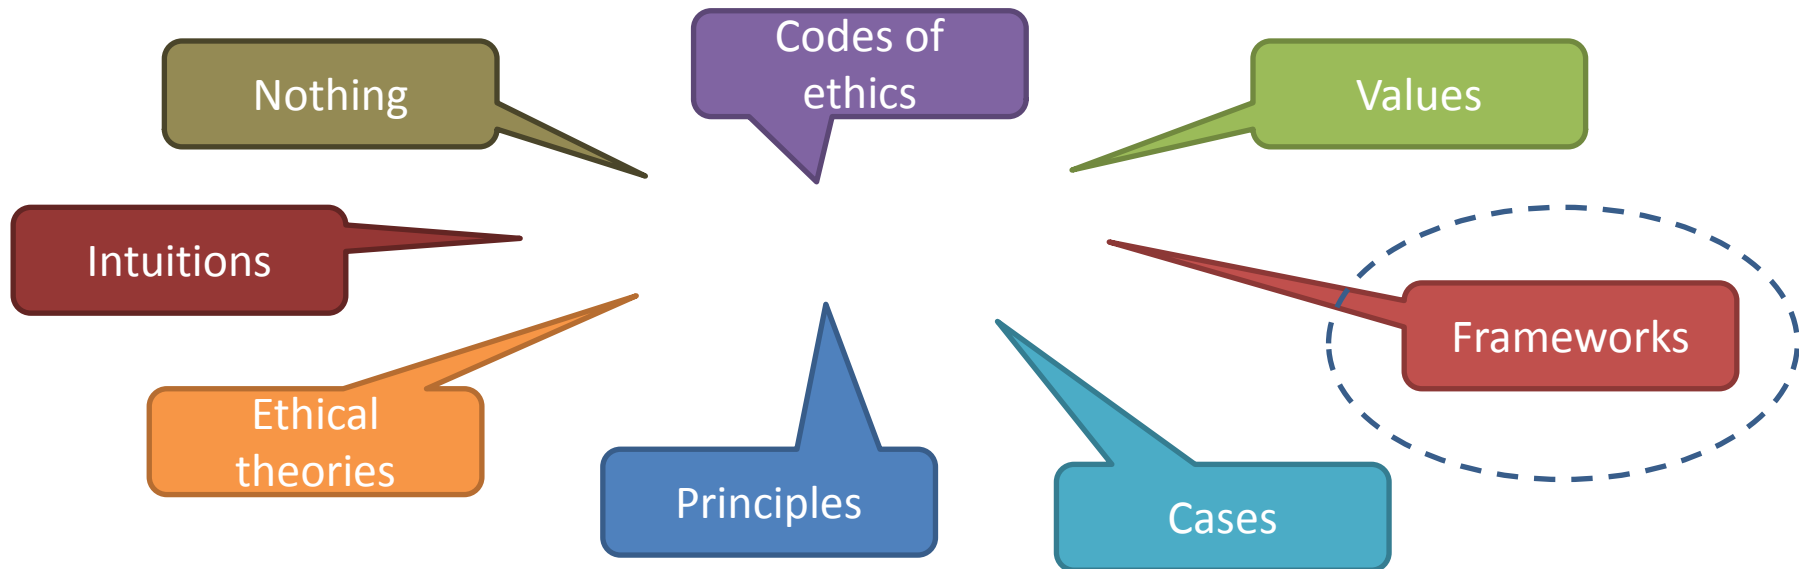 Codes of
ethics
Nothing
Values
Intuitions
Frameworks
Ethical
theories
Principles
Cases